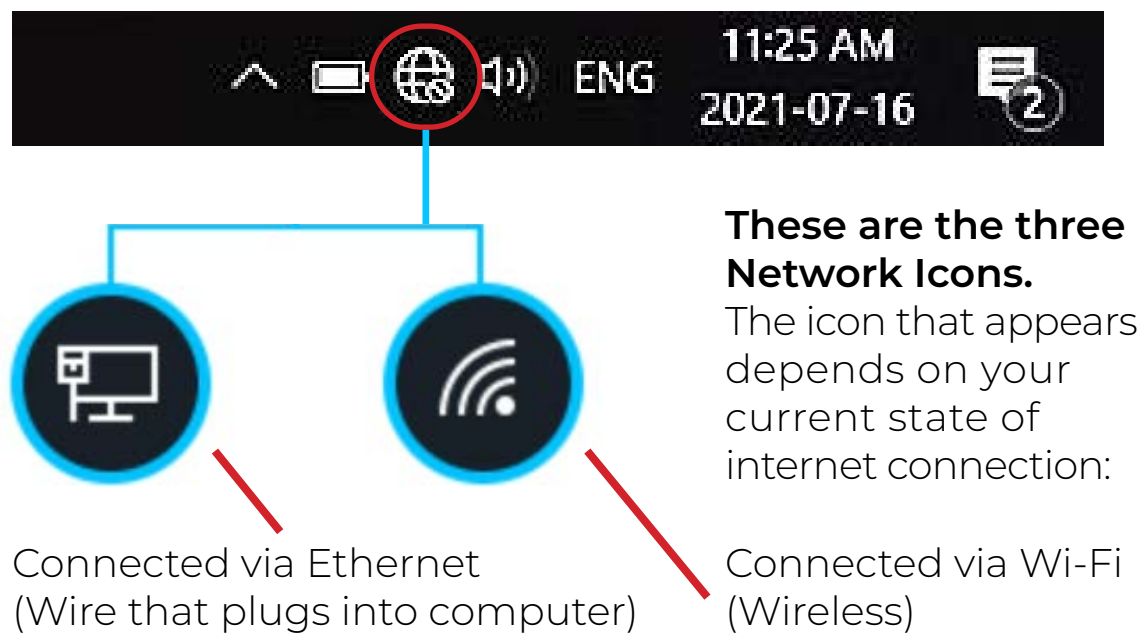 ENG
11:25 AM
2021-07-16
2
These are the three
Network Icons.
The icon that appears
depends on your
current state of
internet connection:
Connected via Ethernet
(Wire that plugs into computer)
Connected via Wi-Fi
(Wireless)